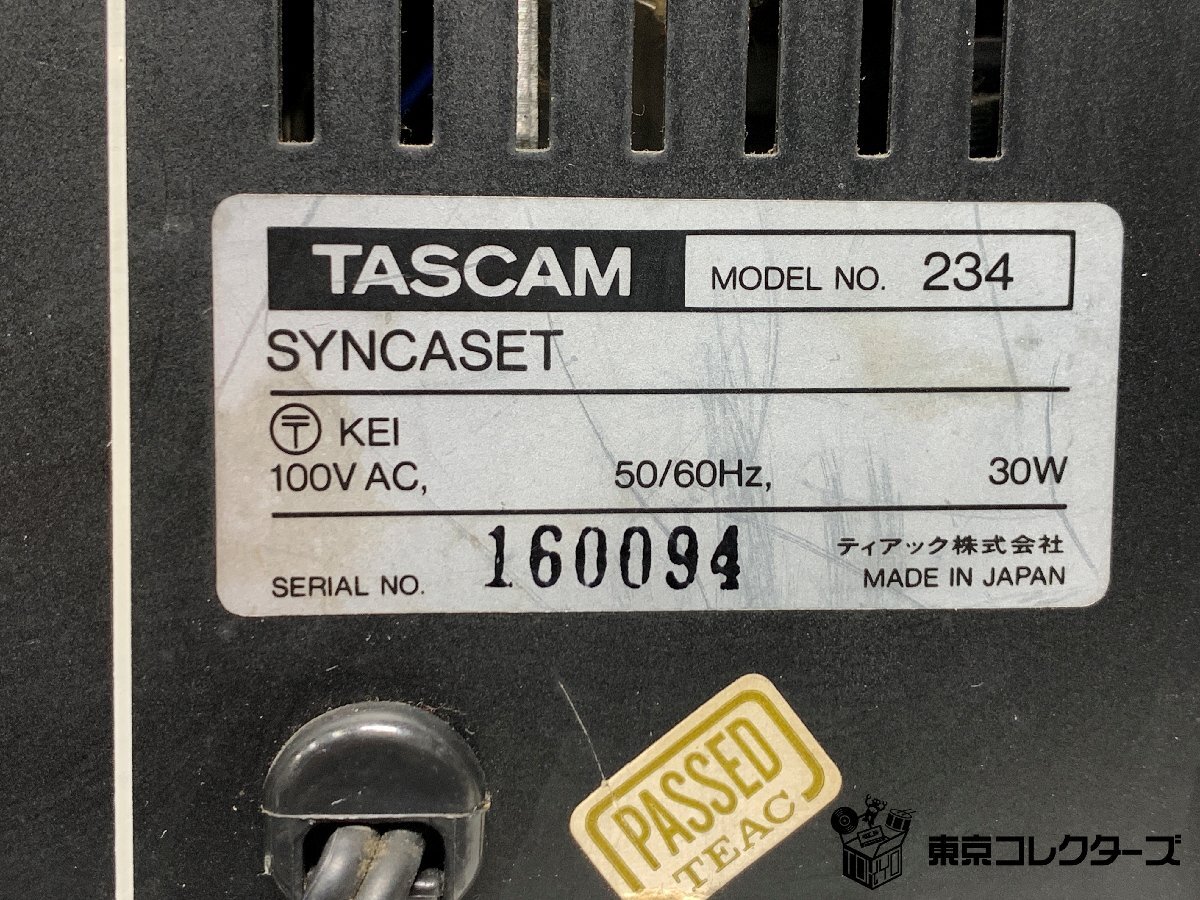 TASCAM MODEL NO. 234
SYNCASET
〒 KEI
100V AC, 50/60Hz, 30W
SERIAL NO. 160094
ティアック株式会社
MADE IN JAPAN
PASSED
TEAC
東京コレクターズ